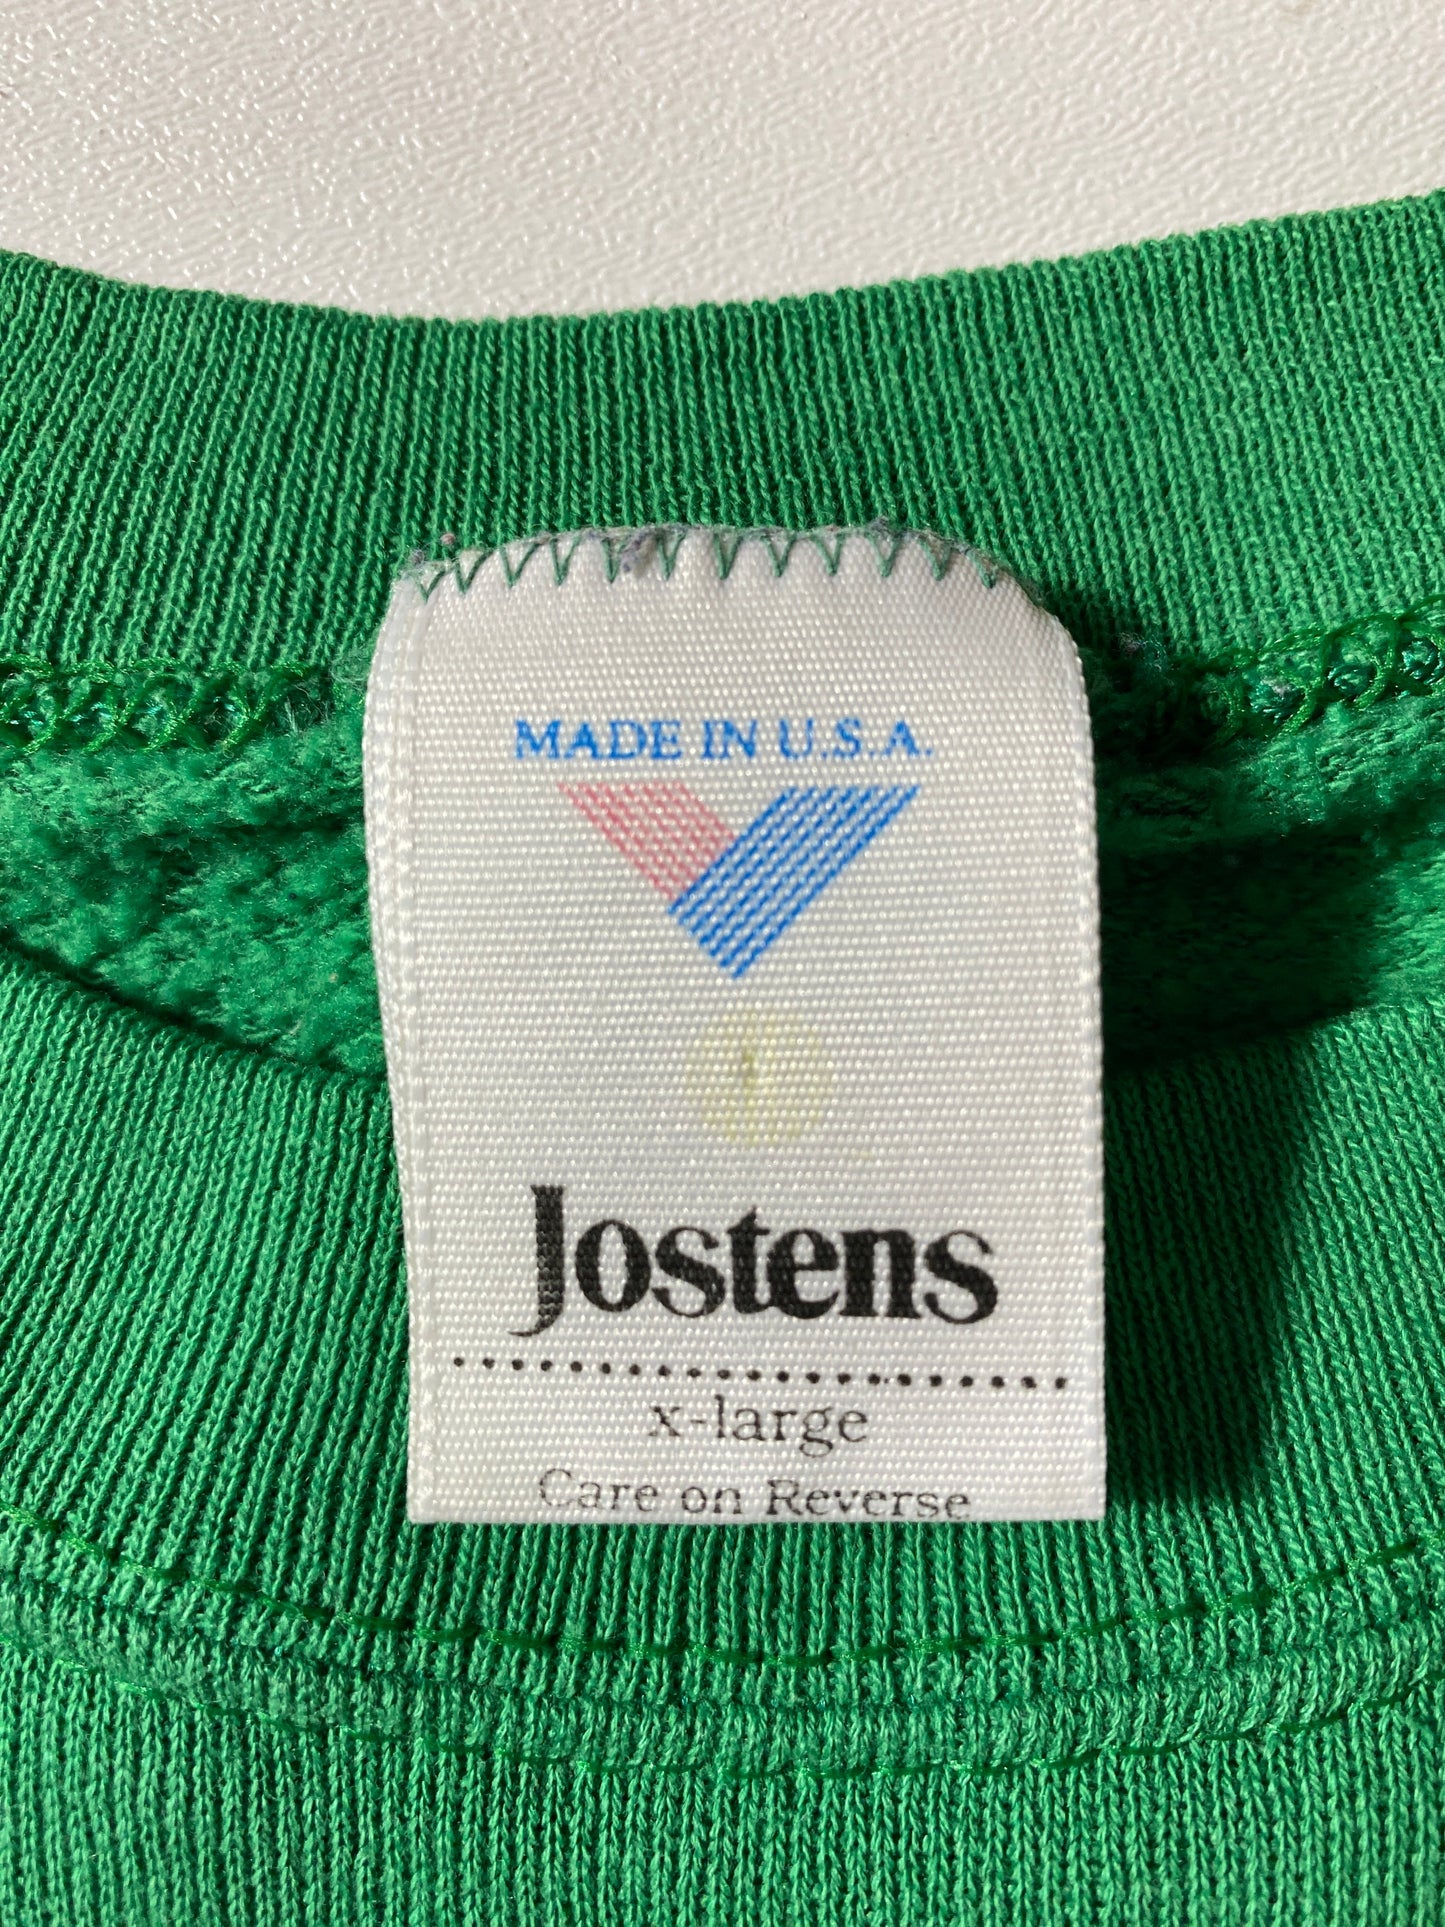 MADE IN U.S.A.
Jostens
x-large
Care on Reverse